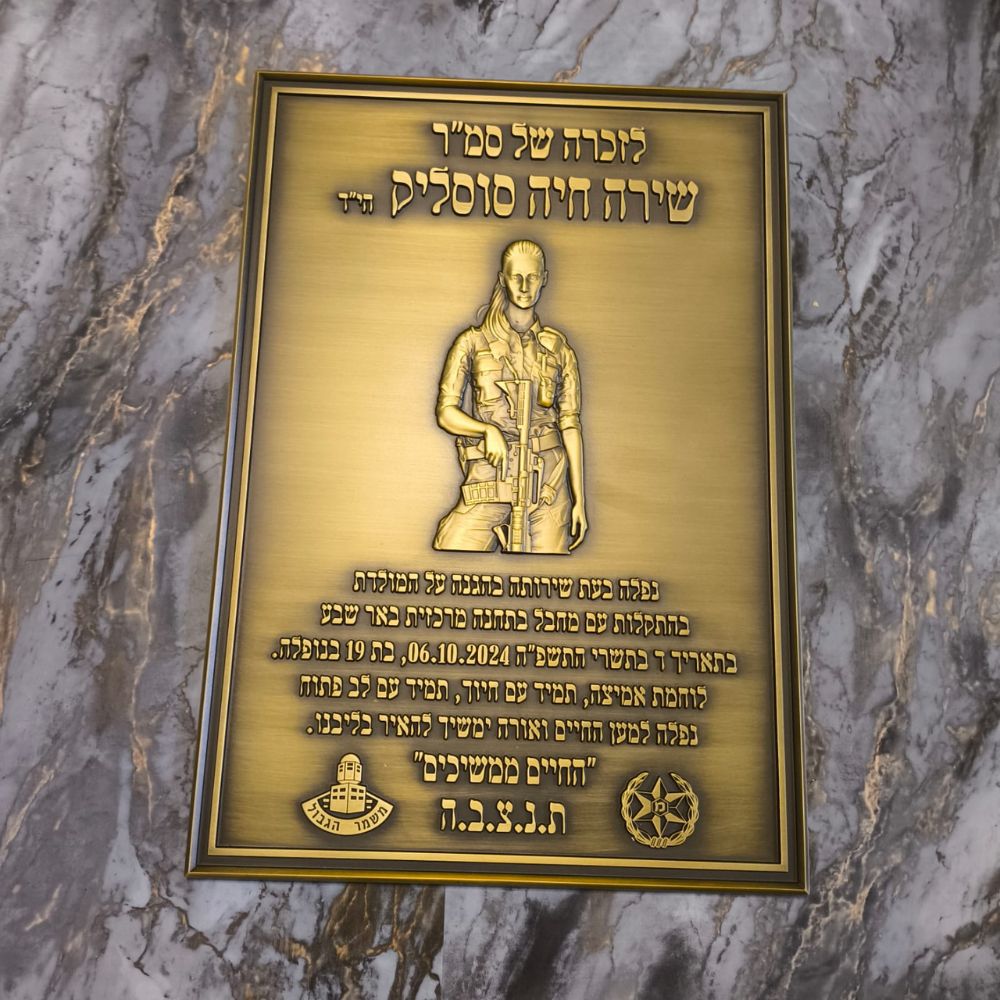 לזכרה של סמ"ר
שירה חיה סוסליק הי"ד
נפלה בעת שירותה בהגנה על המולדת
בהתקלות עם מחבל בתחנה מרכזית באר שבע
בתאריך ד בתשרי התשפ"ה 06.10.2024, בת 19 בנופלה.
לוחמת אמיצה, תמיד עם חיוך, תמיד עם לב פתוח
נפלה למען החיים ואורה ימשיך להאיר בליבנו.
"החיים ממשיכים"
ת.נ.צ.ב.ה
משמר הגבול